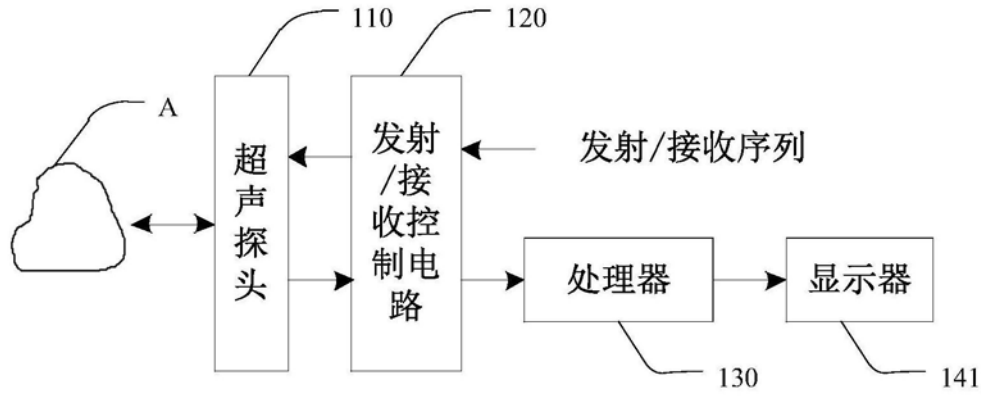 110
120
A
超
声
探
头
发射
/接
收控
制电
路
发射/接收序列
处理器
显示器
130
141